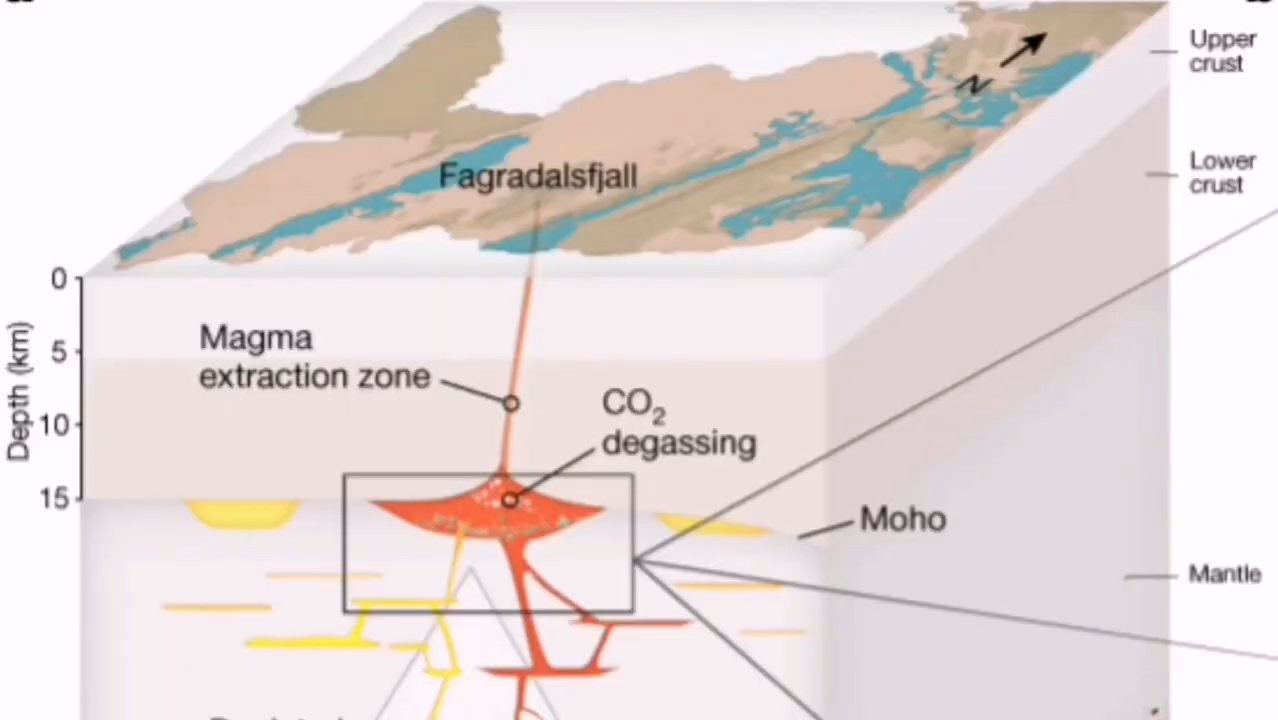 Upper
crust
N
Lower
crust
Fagradalsfjall
0
Magma
extraction zone
5
CO₂
degassing
10
Depth (km)
15
Moho
Mantle